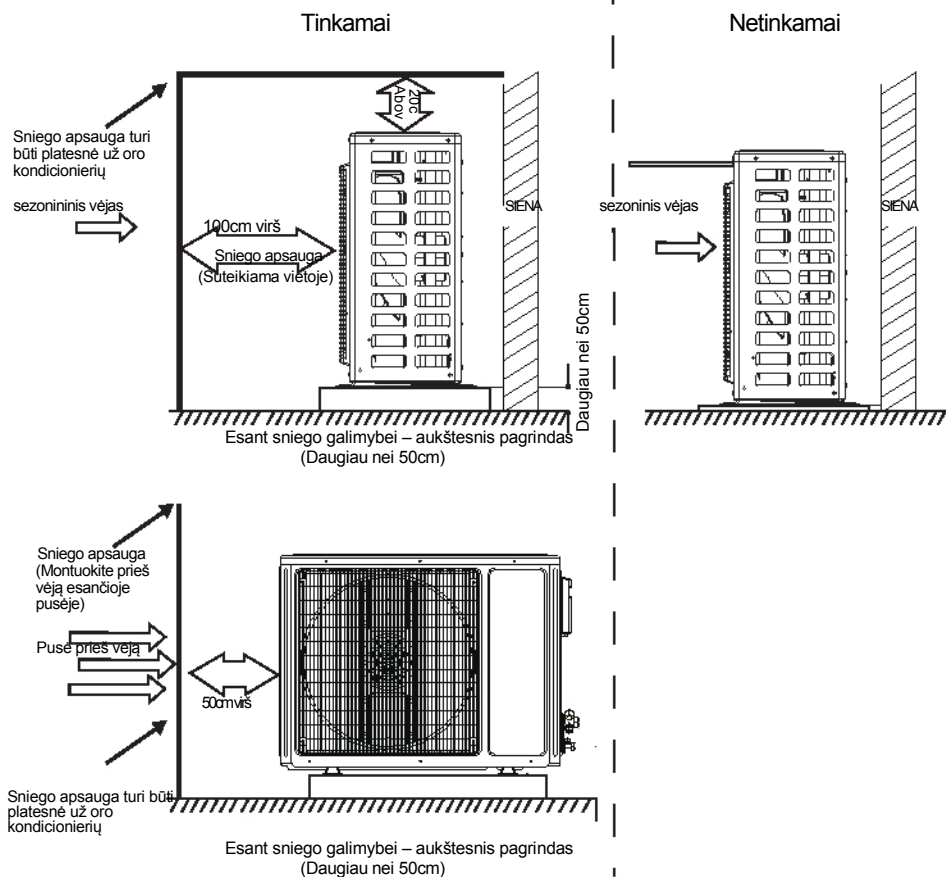 Tinkamai
Netinkamai
Sniego apsauga turi
būti platesnė už oro
kondicionierių
sezonininis vėjas
20c
Abov
100cm virš
Sniego apsauga
(Suteikiama vietoje)
SIENA
Daugiau nei 50cm
Esant sniego galimybei – aukštesnis pagrindas
(Daugiau nei 50cm)
sezoninis vėjas
SIENA
Sniego apsauga
(Montuokite prieš
vėją esančioje
pusėje)
Pusė prieš vėją
50cm virš
Sniego apsauga turi būti
platesnė už oro
kondicionierių
Esant sniego galimybei – aukštesnis pagrindas
(Daugiau nei 50cm)